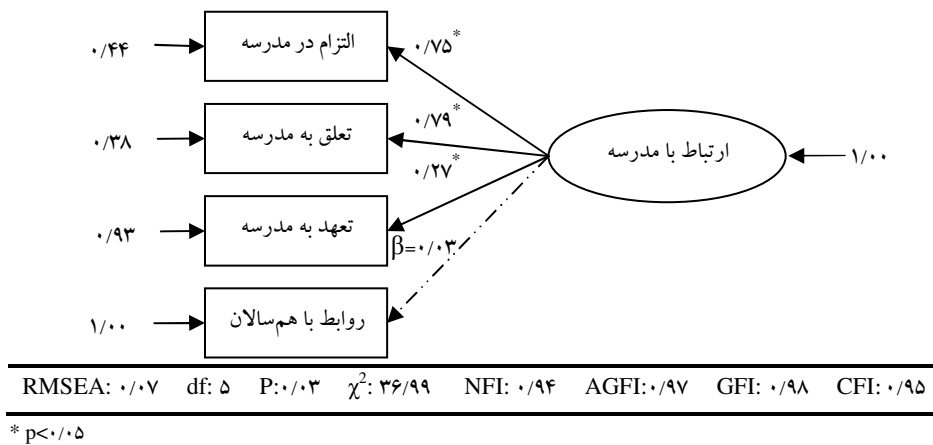 ۰/۴۴ التزام در مدرسه ۰/۷۵*
۰/۳۸ تعلق به مدرسه ۰/۷۹*
ارتباط با مدرسه ۱/۰۰
۰/۲۷*
۰/۹۳ تعهد به مدرسه
β=۰/۰۳
۱/۰۰ روابط با هم‌سالان
RMSEA: ۰/۰۷ df: ۵ P:۰/۰۳ χ²: ۳۶/۹۹ NFI: ۰/۹۴ AGFI:۰/۹۷ GFI: ۰/۹۸ CFI: ۰/۹۵
* p<۰/۰۵